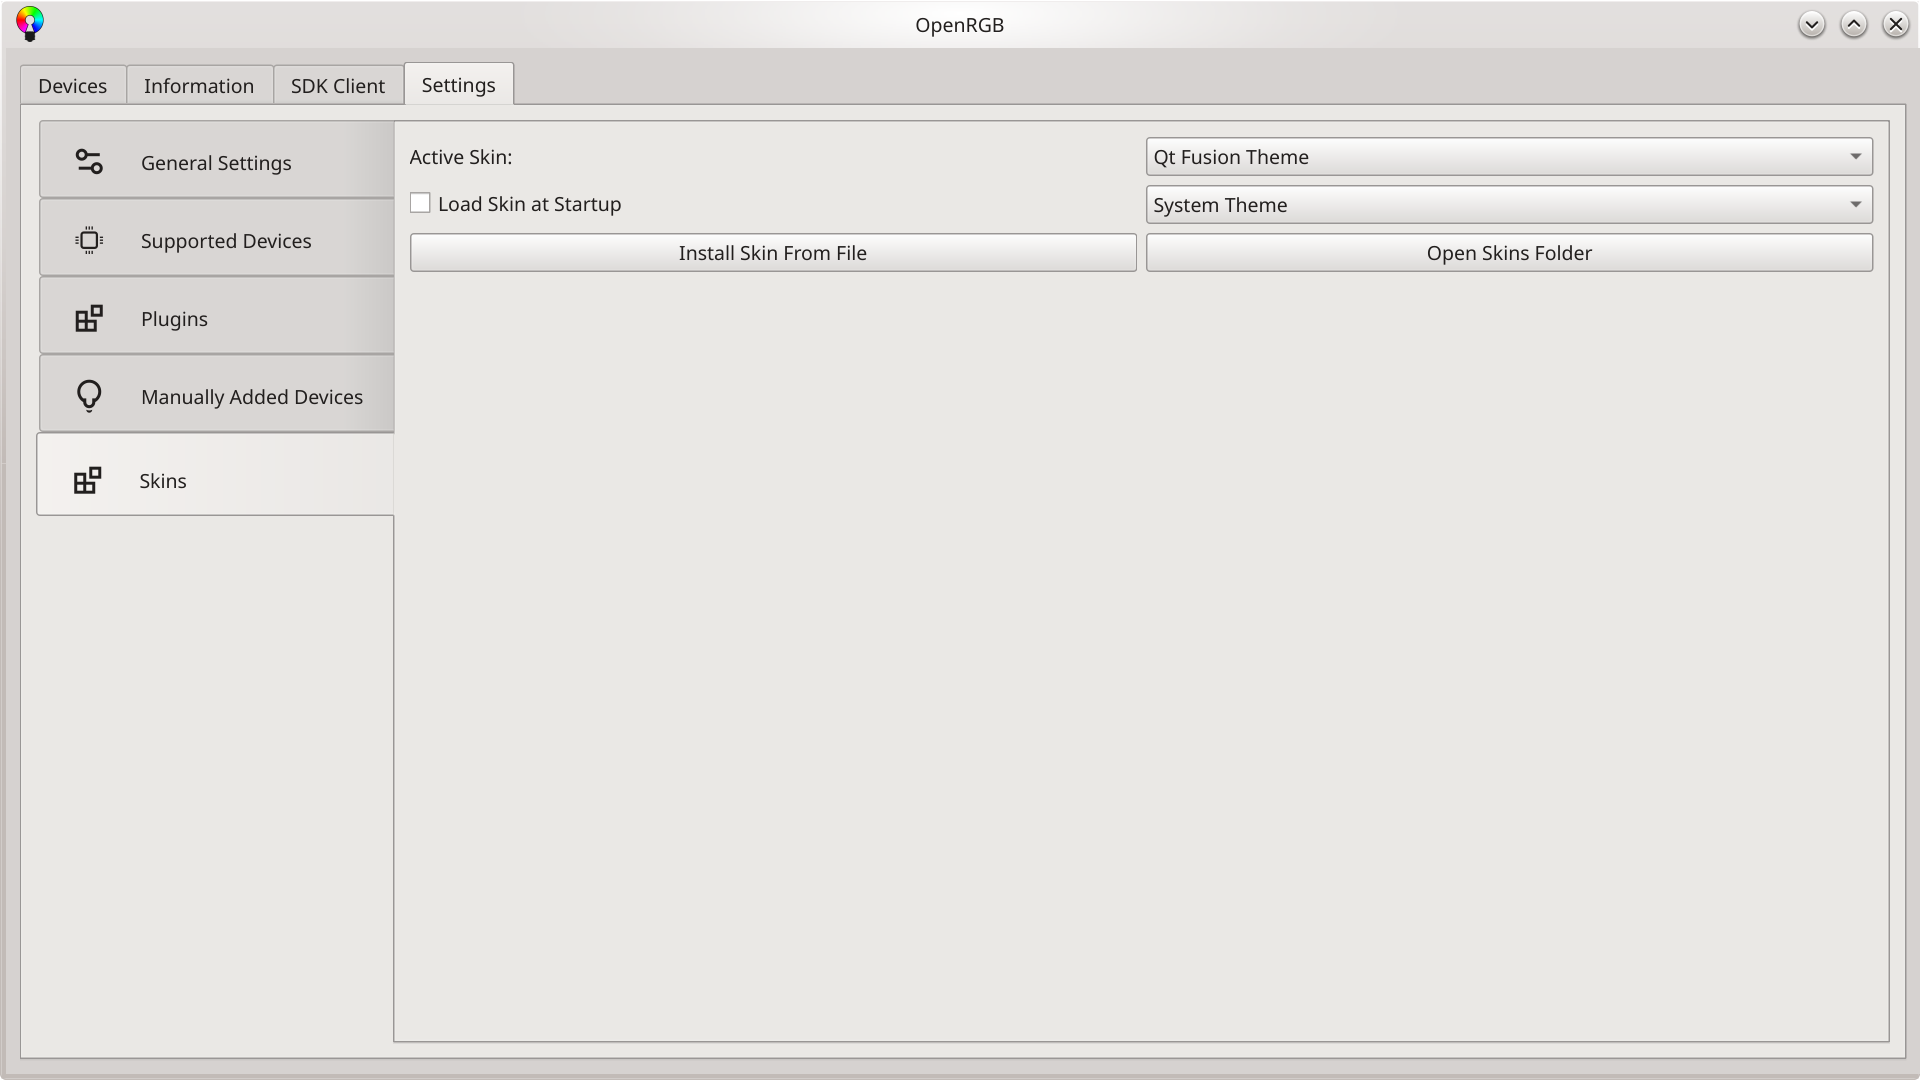 OpenRGB
Devices
Information
SDK Client
Settings
General Settings
Supported Devices
Plugins
Manually Added Devices
Skins
Active Skin:
Qt Fusion Theme
Load Skin at Startup
System Theme
Install Skin From File
Open Skins Folder